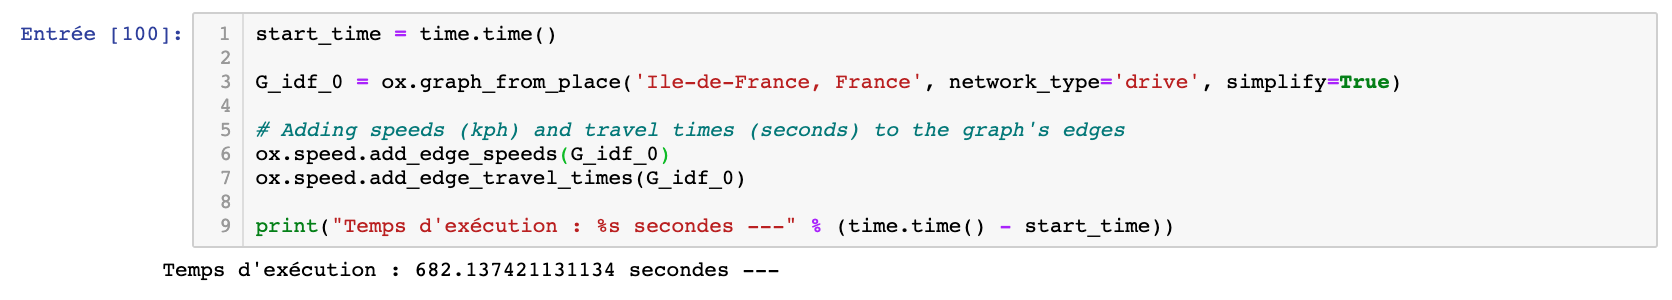 Entrée [100]:
1 start_time = time.time()
2
3 G_idf_0 = ox.graph_from_place('Ile-de-France, France', network_type='drive', simplify=True)
4
5 # Adding speeds (kph) and travel times (seconds) to the graph's edges
6 ox.speed.add_edge_speeds(G_idf_0)
7 ox.speed.add_edge_travel_times(G_idf_0)
8
9 print("Temps d'exécution : %s secondes ---" % (time.time() - start_time))
Temps d'exécution : 682.137421131134 secondes ---